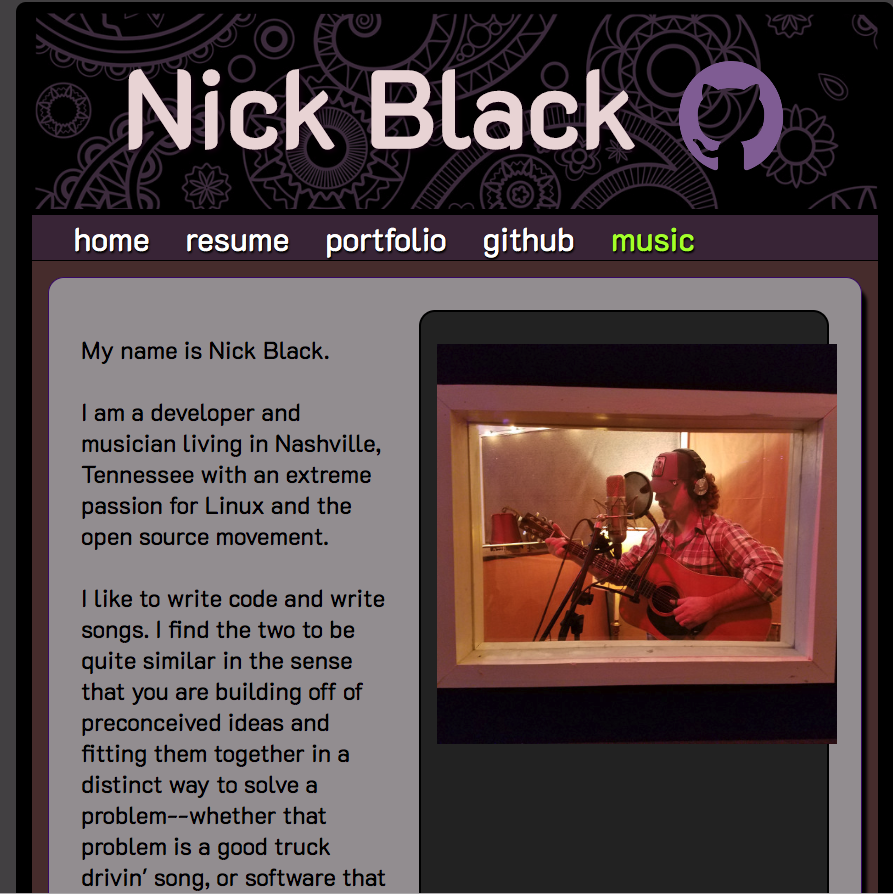 Nick Black
home resume portfolio github music
My name is Nick Black.
I am a developer and
musician living in Nashville,
Tennessee with an extreme
passion for Linux and the
open source movement.
I like to write code and write
songs. I find the two to be
quite similar in the sense
that you are building off of
preconceived ideas and
fitting them together in a
distinct way to solve a
problem--whether that
problem is a good truck
drivin' song, or software that